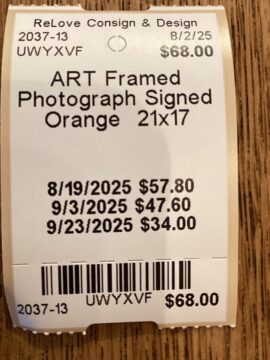 ReLove Consign & Design
2037-13 8/2/25
UWYXVF $68.00
ART Framed
Photograph Signed
Orange 21x17
8/19/2025 $57.80
9/3/2025 $47.60
9/23/2025 $34.00
UWYXVF
2037-13 $68.00